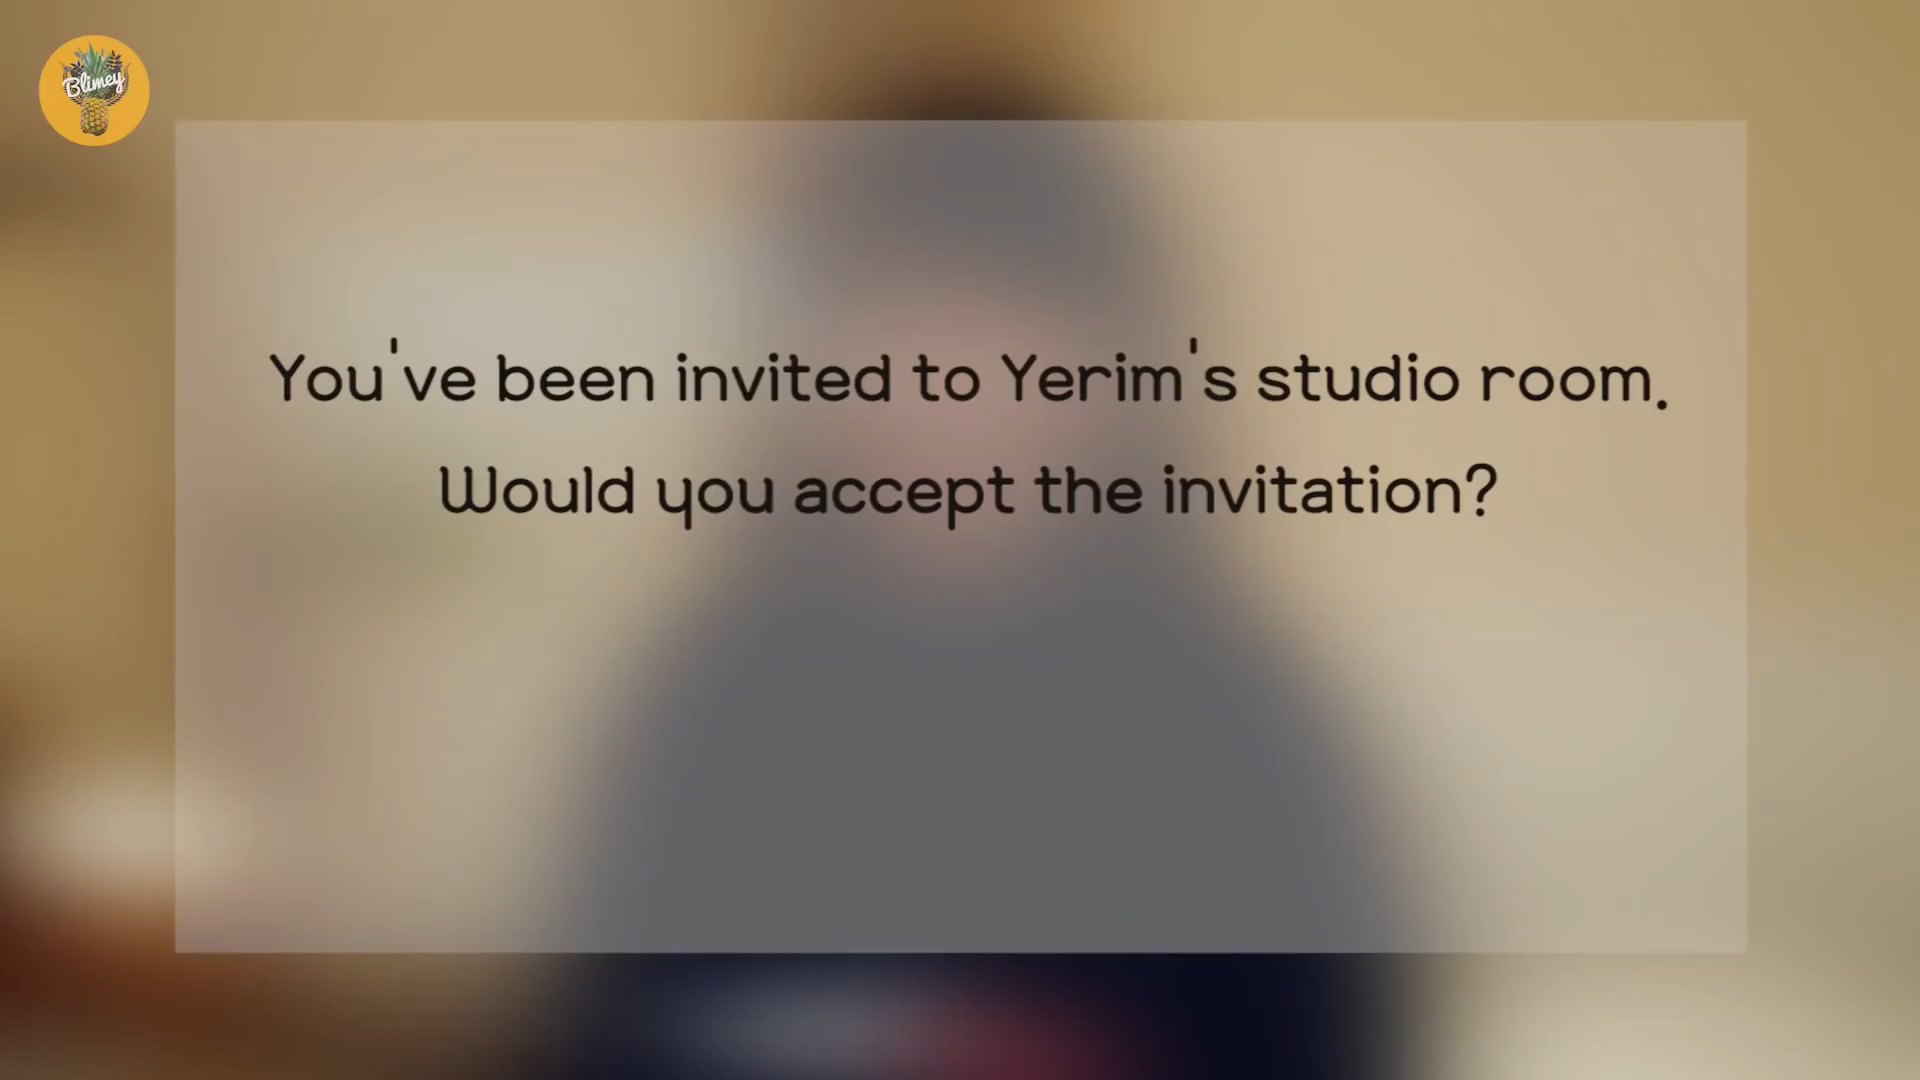 Blimey
You've been invited to Yerim's studio room.
Would you accept the invitation?